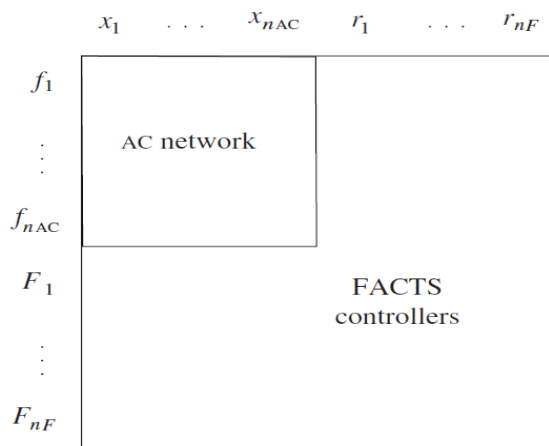 x₁ . . . xₙAC r₁ . . . rₙF
f₁
AC network
⋮
fₙAC
F₁
FACTS
controllers
⋮
FₙF